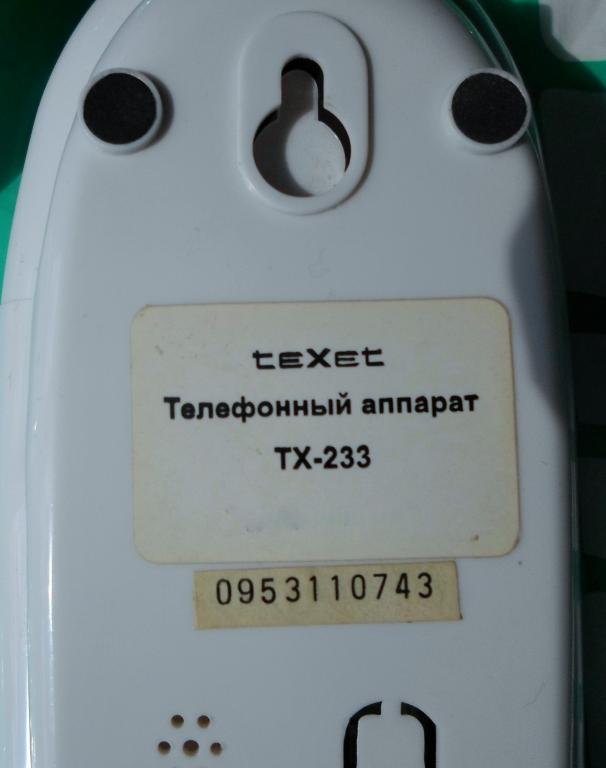 teXet
Телефонный аппарат
TX-233
0953110743